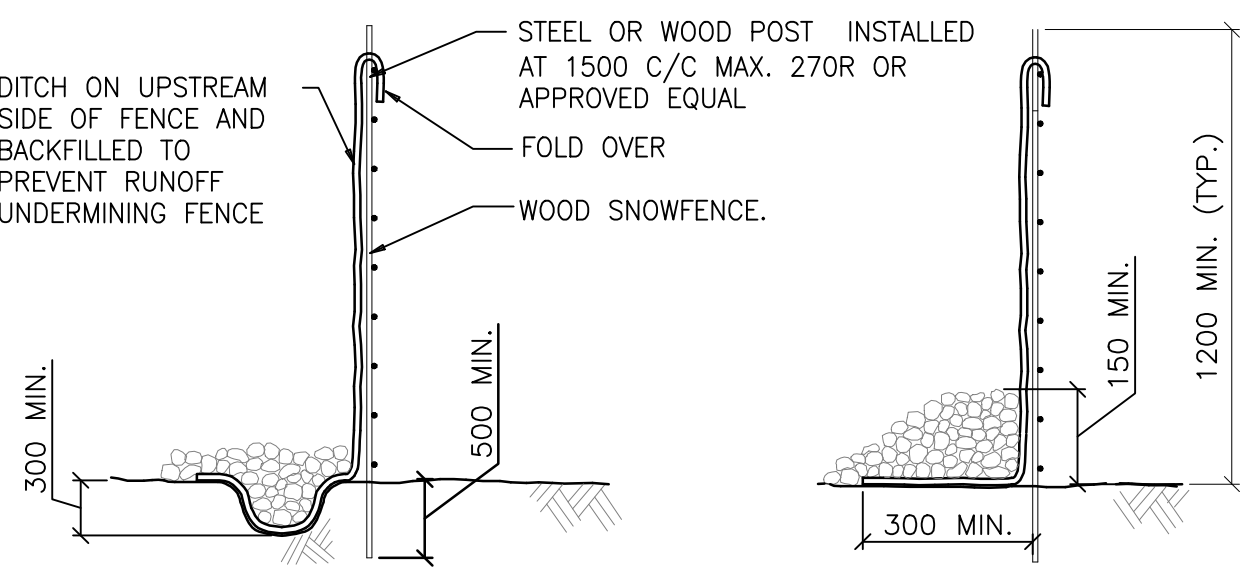 DITCH ON UPSTREAM
SIDE OF FENCE AND
BACKFILLED TO
PREVENT RUNOFF
UNDERMINING FENCE
STEEL OR WOOD POST INSTALLED
AT 1500 C/C MAX. 270R OR
APPROVED EQUAL
FOLD OVER
WOOD SNOWFENCE.
300 MIN.
500 MIN.
300 MIN.
150 MIN.
1200 MIN. (TYP.)